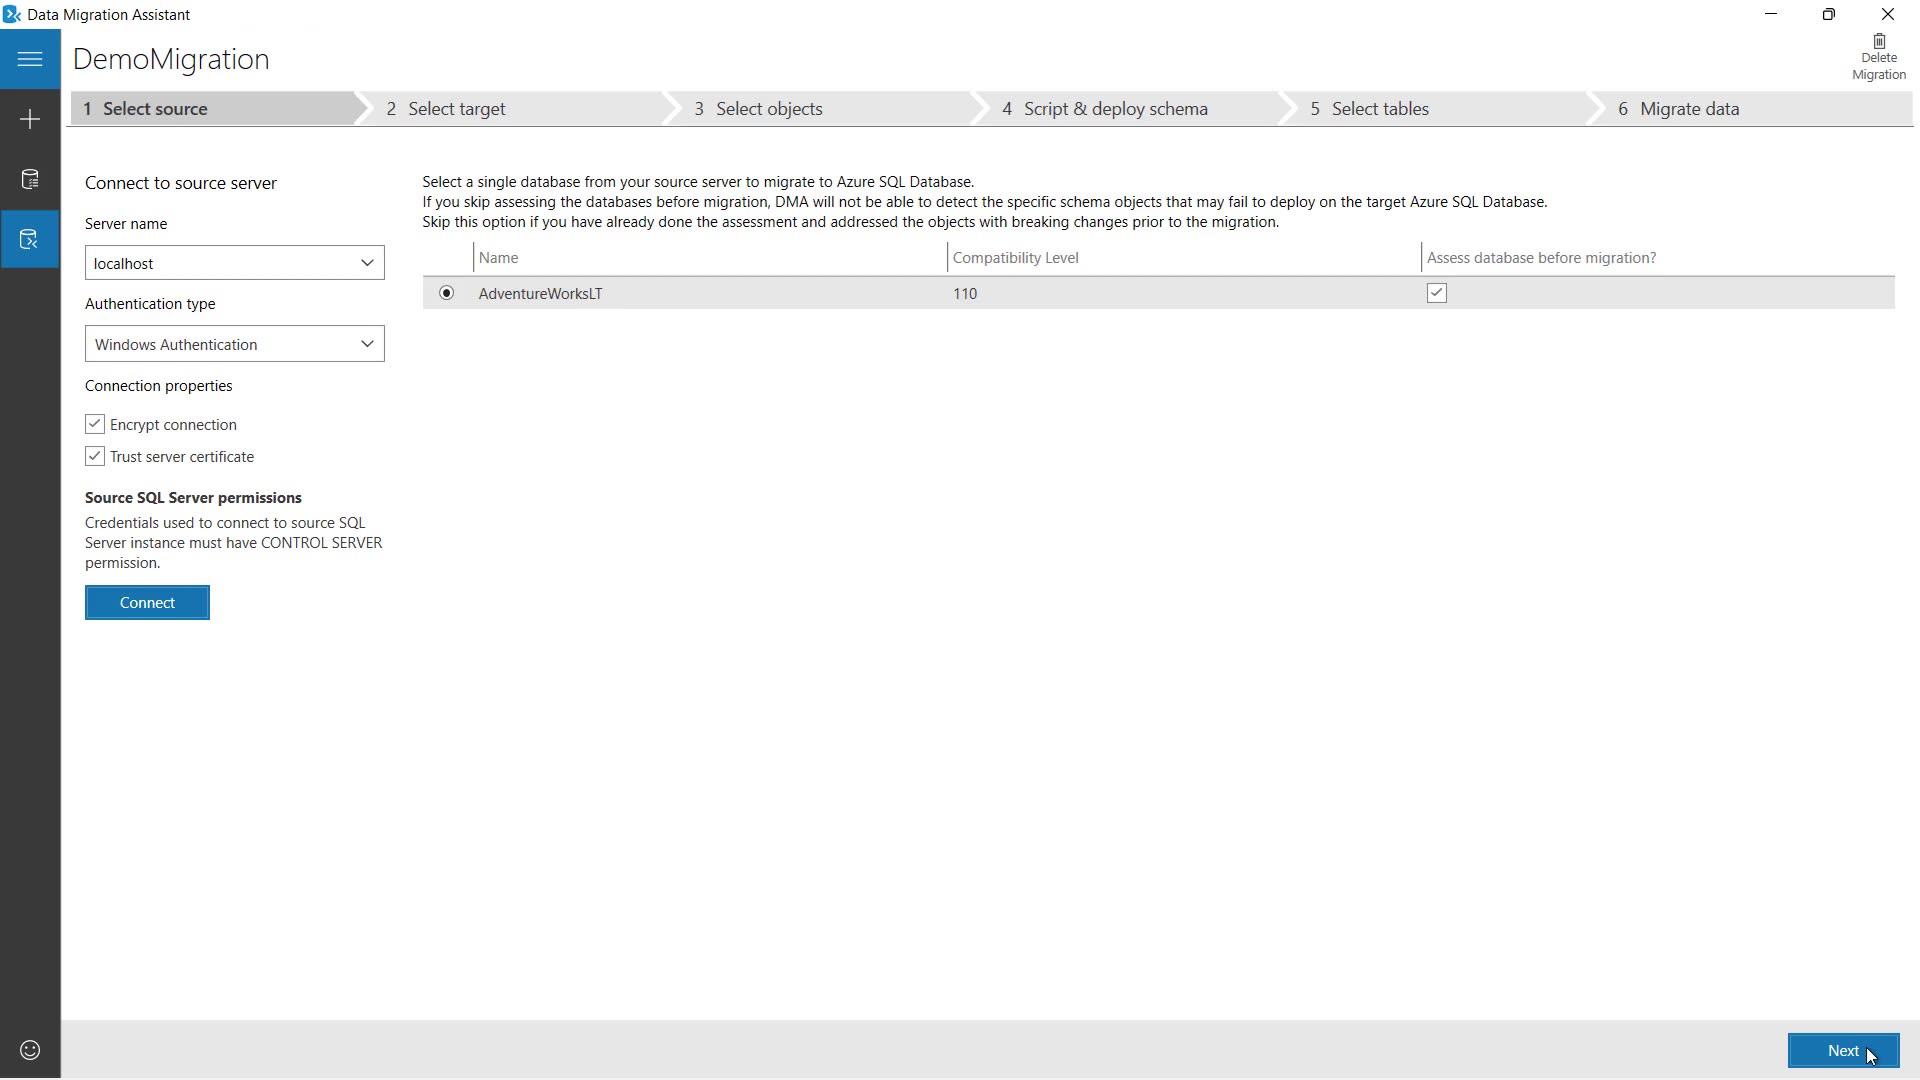 Data Migration Assistant
DemoMigration
Delete
Migration
1 Select source
2 Select target
3 Select objects
4 Script & deploy schema
5 Select tables
6 Migrate data
Connect to source server
Server name
localhost
Authentication type
Windows Authentication
Connection properties
Encrypt connection
Trust server certificate
Source SQL Server permissions
Credentials used to connect to source SQL
Server instance must have CONTROL SERVER
permission.
Connect
Select a single database from your source server to migrate to Azure SQL Database.
If you skip assessing the databases before migration, DMA will not be able to detect the specific schema objects that may fail to deploy on the target Azure SQL Database.
Skip this option if you have already done the assessment and addressed the objects with breaking changes prior to the migration.
Name Compatibility Level Assess database before migration?
AdventureWorksLT 110
Next